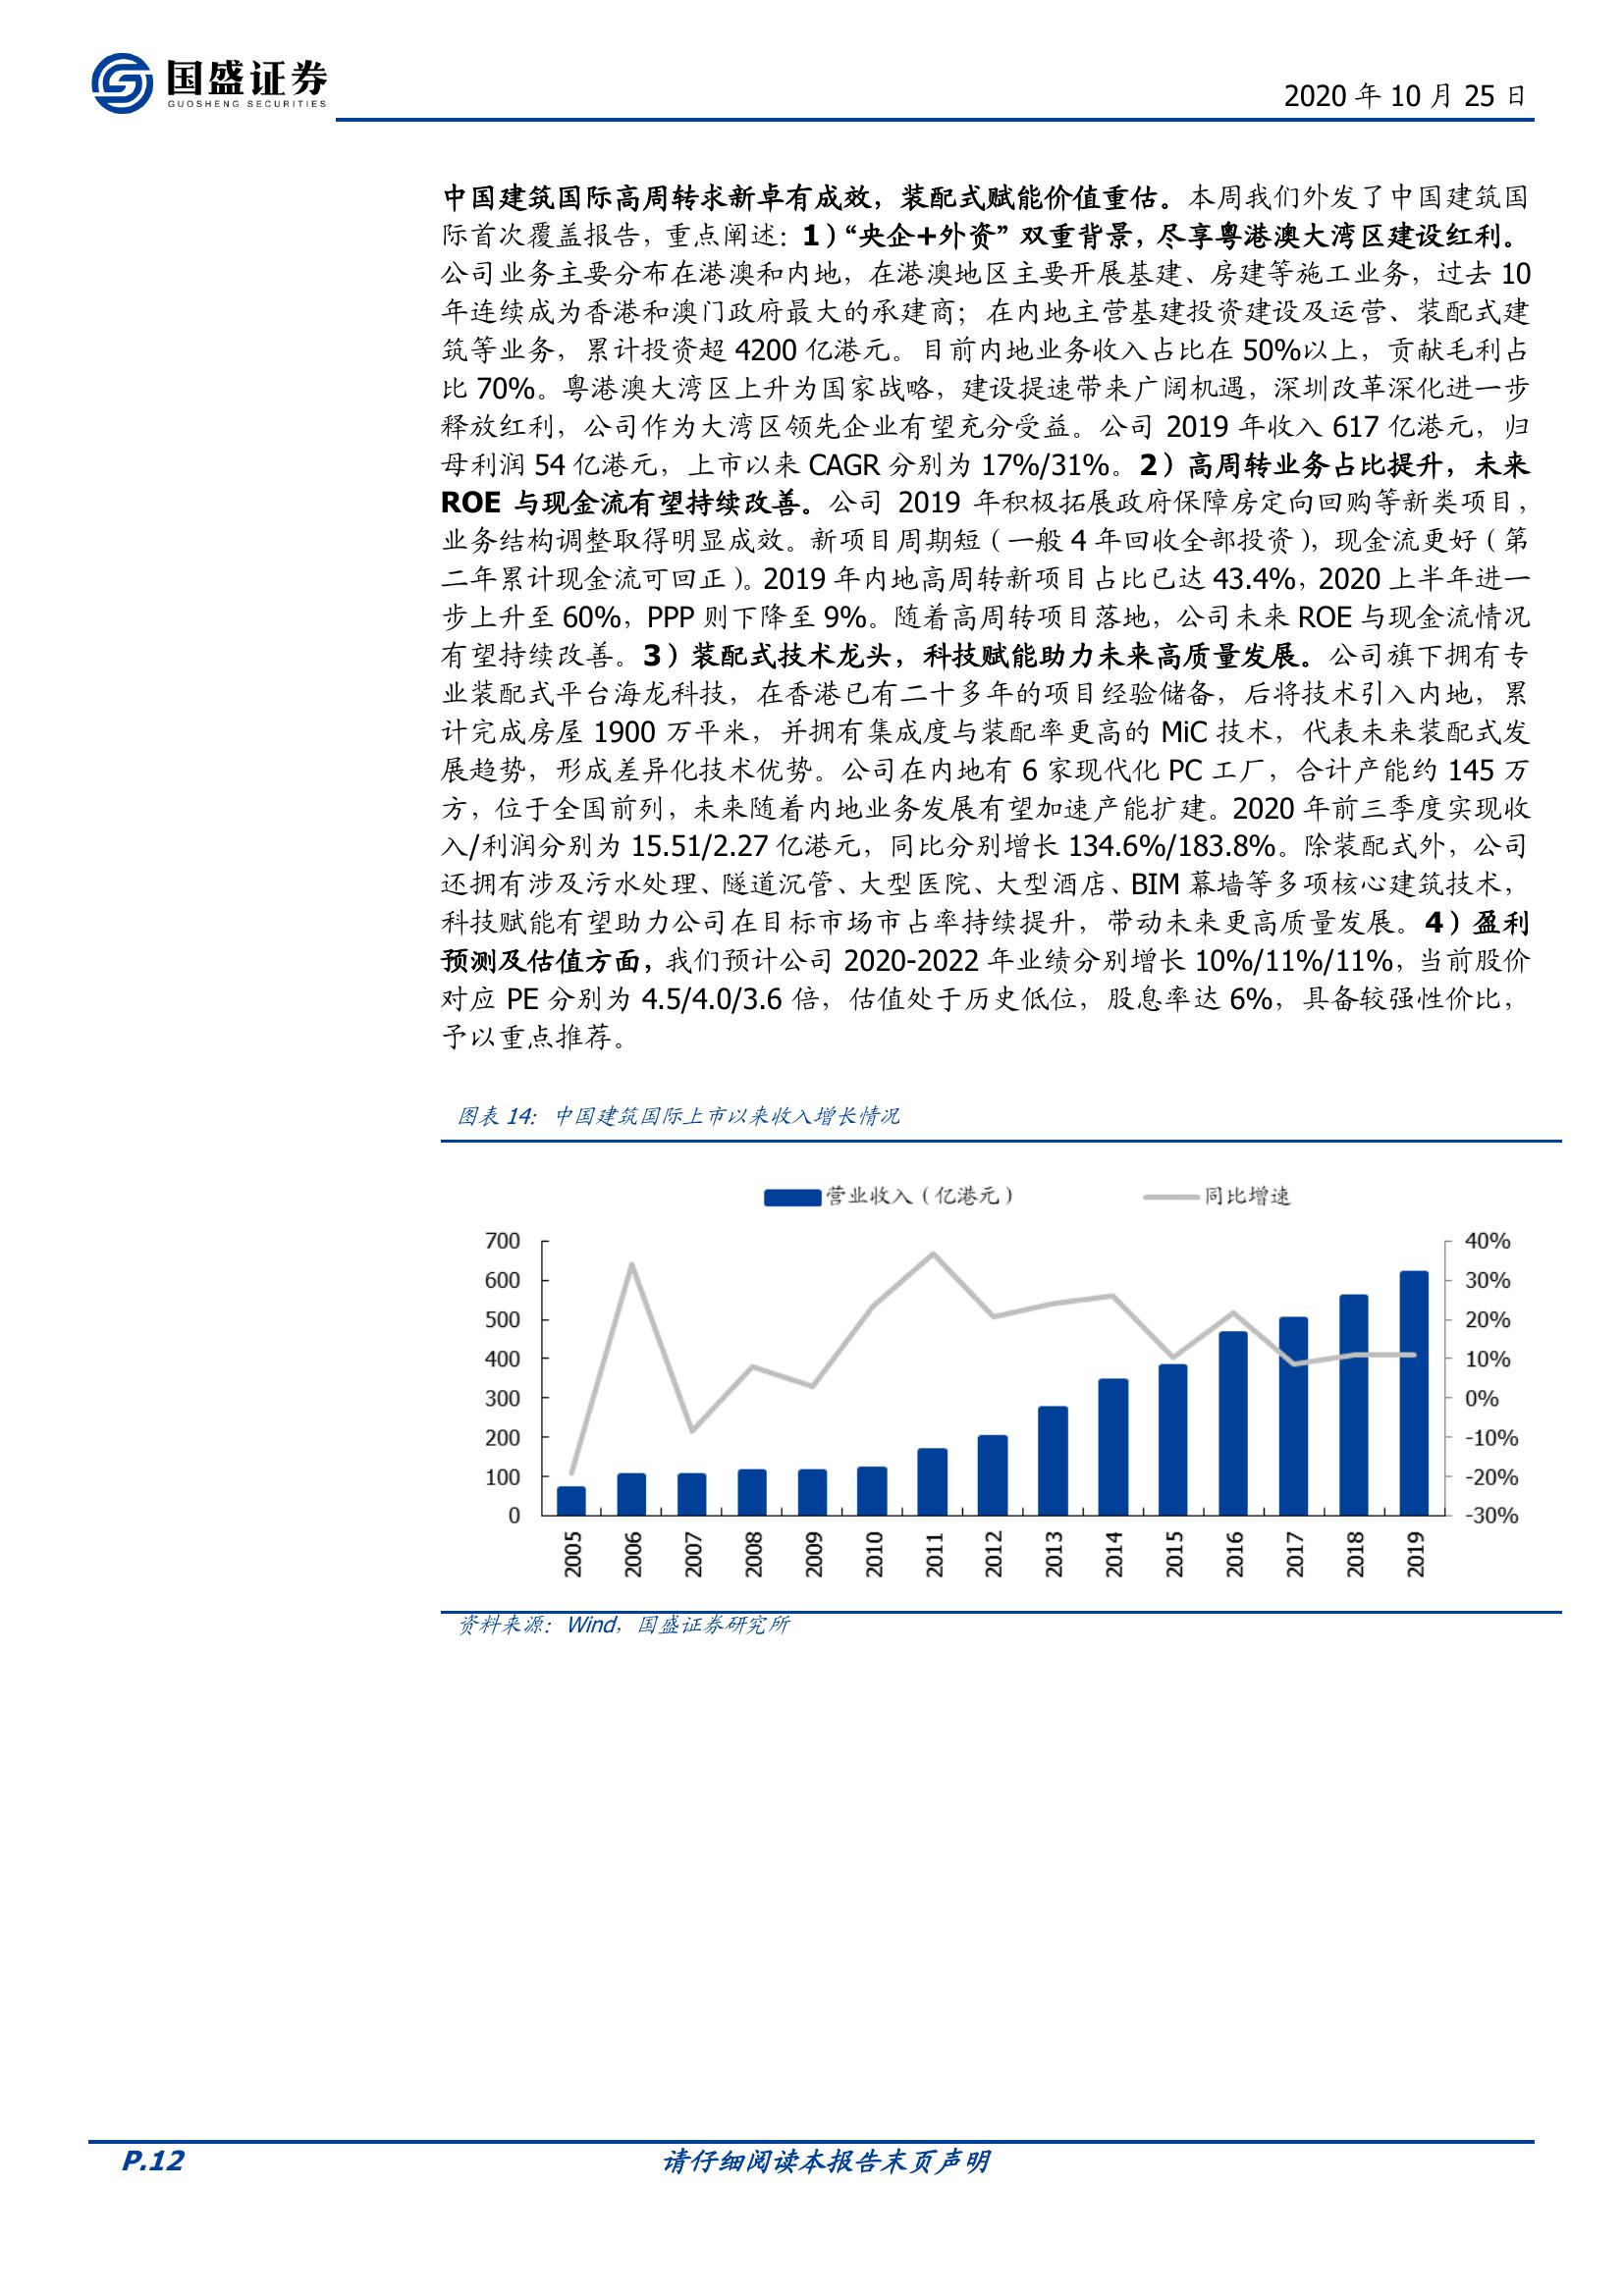 国盛证券
GUOSHENG SECURITIES
2020 年 10 月 25 日
中国建筑国际高周转求新卓有成效，装配式赋能价值重估。本周我们外发了中国建筑国
际首次覆盖报告，重点阐述：1）“央企+外资”双重背景，尽享粤港澳大湾区建设红利。
公司业务主要分布在港澳和内地，在港澳地区主要开展基建、房建等施工业务，过去 10
年连续成为香港和澳门政府最大的承建商；在内地主营基建投资建设及运营、装配式建
筑等业务，累计投资超 4200 亿港元。目前内地业务收入占比在 50%以上，贡献毛利占
比 70%。粤港澳大湾区上升为国家战略，建设提速带来广阔机遇，深圳改革深化进一步
释放红利，公司作为大湾区领先企业有望充分受益。公司 2019 年收入 617 亿港元，归
母利润 54 亿港元，上市以来 CAGR 分别为 17%/31%。2）高周转业务占比提升，未来
ROE 与现金流有望持续改善。公司 2019 年积极拓展政府保障房定向回购等新类项目，
业务结构调整取得明显成效。新项目周期短（一般 4 年回收全部投资），现金流更好（第
二年累计现金流可回正）。2019 年内地高周转新项目占比已达 43.4%，2020 上半年进一
步上升至 60%，PPP 则下降至 9%。随着高周转项目落地，公司未来 ROE 与现金流情况
有望持续改善。3）装配式技术龙头，科技赋能助力未来高质量发展。公司旗下拥有专
业装配式平台海龙科技，在香港已有二十多年的项目经验储备，后将技术引入内地，累
计完成房屋 1900 万平米，并拥有集成度与装配率更高的 MiC 技术，代表未来装配式发
展趋势，形成差异化技术优势。公司在内地有 6 家现代化 PC 工厂，合计产能约 145 万
方，位于全国前列，未来随着内地业务发展有望加速产能扩建。2020 年前三季度实现收
入/利润分别为 15.51/2.27 亿港元，同比分别增长 134.6%/183.8%。除装配式外，公司
还拥有涉及污水处理、隧道沉管、大型医院、大型酒店、BIM 幕墙等多项核心建筑技术，
科技赋能有望助力公司在目标市场市占率持续提升，带动未来更高质量发展。4）盈利
预测及估值方面，我们预计公司 2020-2022 年业绩分别增长 10%/11%/11%，当前股价
对应 PE 分别为 4.5/4.0/3.6 倍，估值处于历史低位，股息率达 6%，具备较强性价比，
予以重点推荐。
图表 14：中国建筑国际上市以来收入增长情况
营业收入（亿港元） 同比增速
700 40%
600 30%
500 20%
400 10%
300 0%
200 -10%
100 -20%
0 -30%
2005 2006 2007 2008 2009 2010 2011 2012 2013 2014 2015 2016 2017 2018 2019
资料来源：Wind，国盛证券研究所
P.12 请仔细阅读本报告末页声明